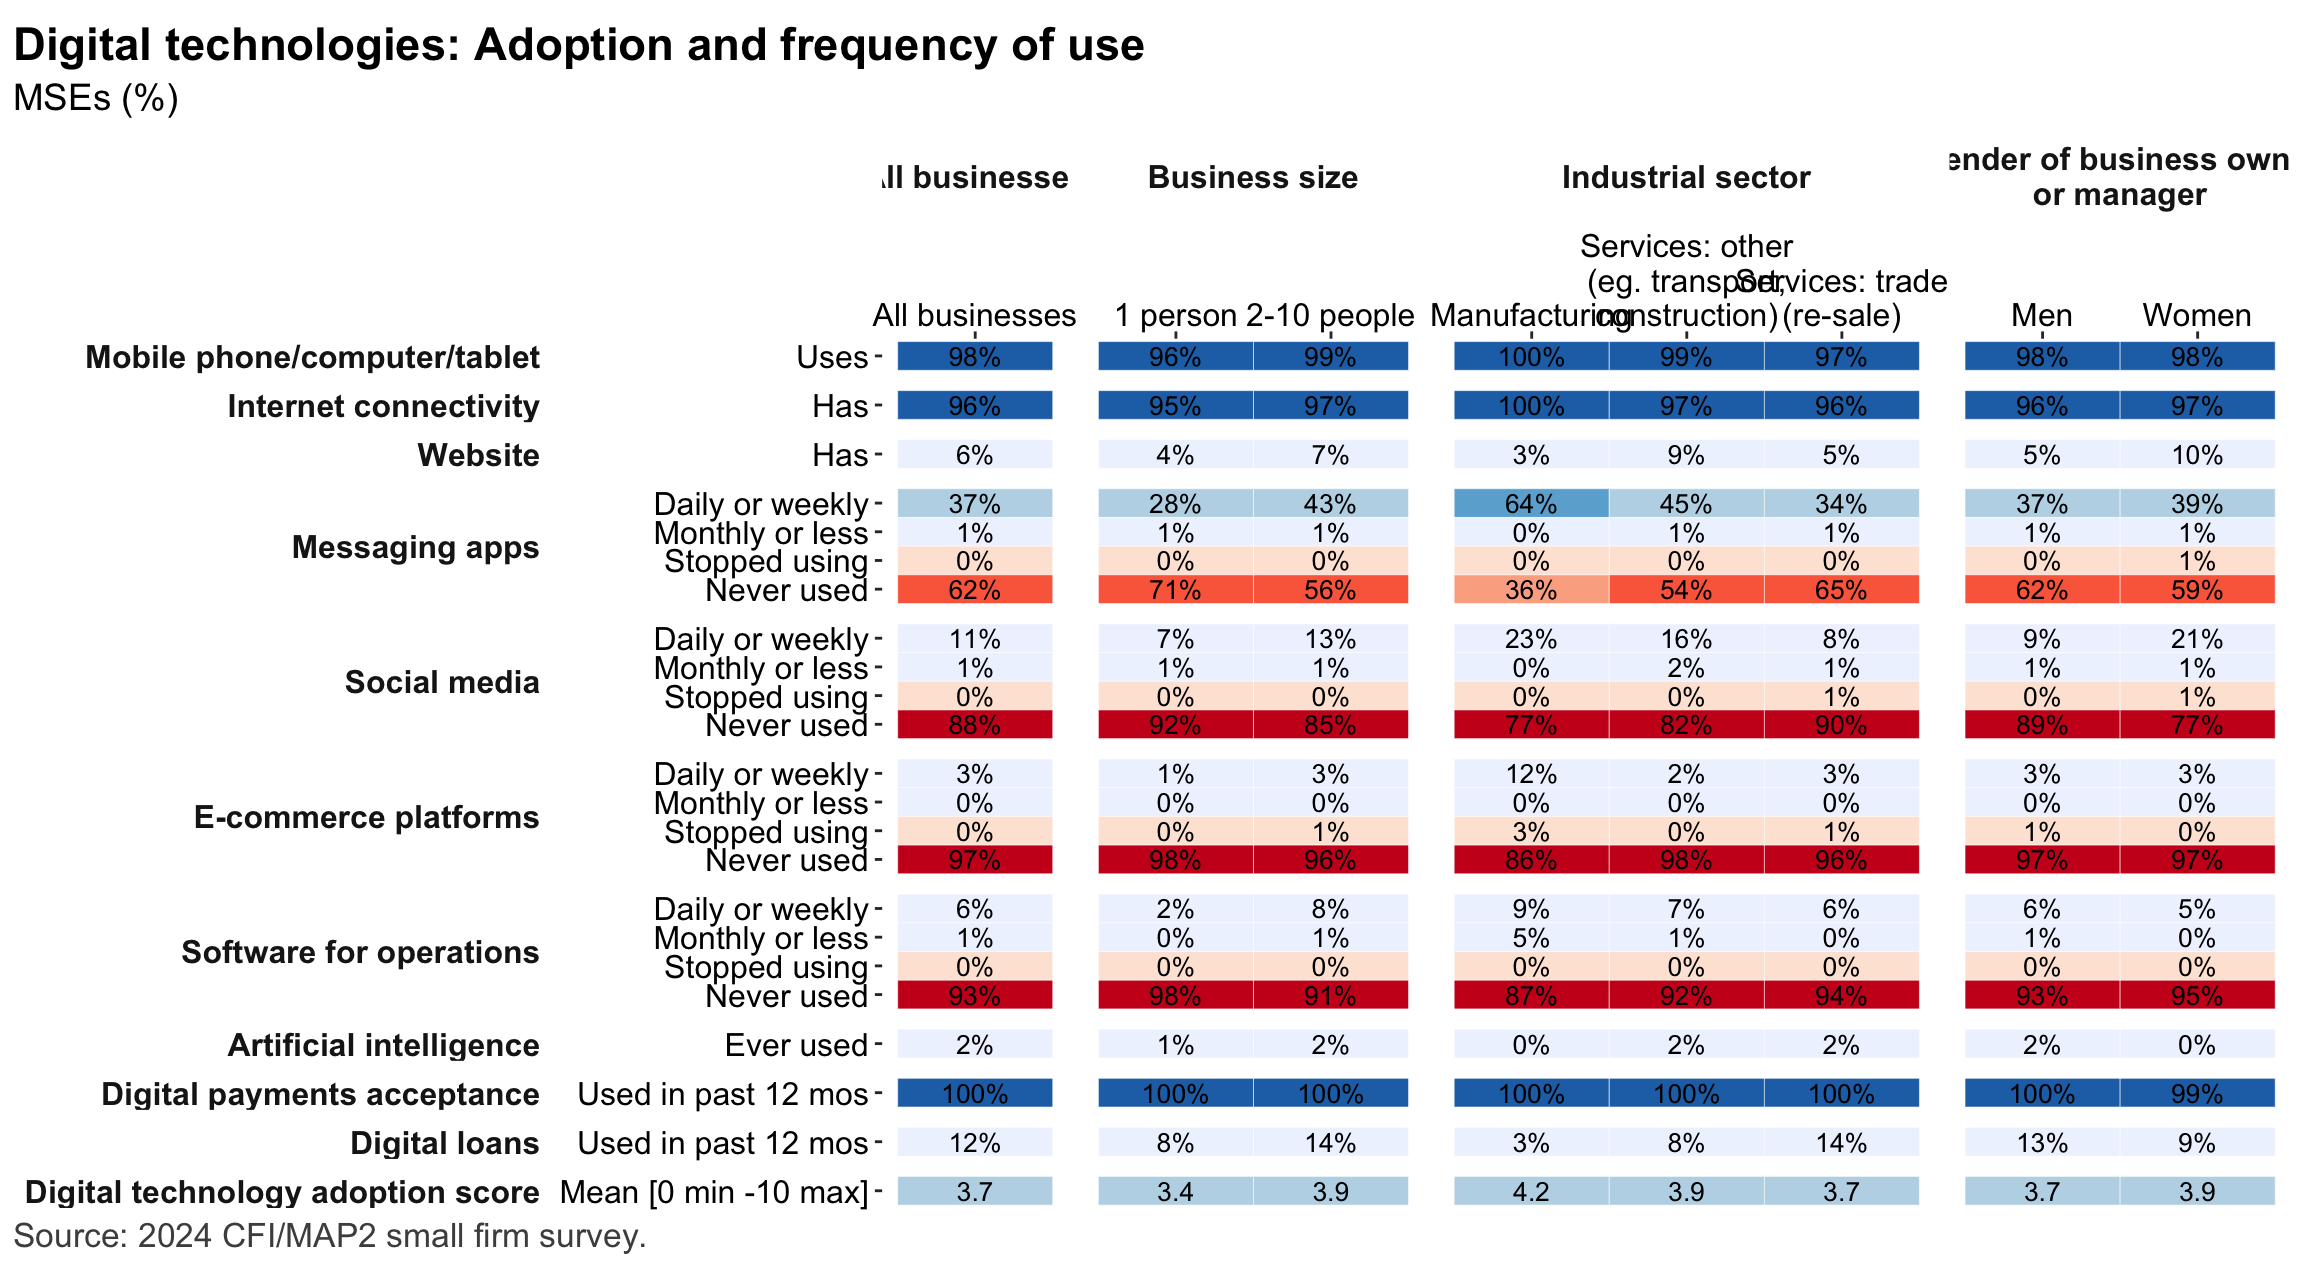 Digital technologies: Adoption and frequency of use
MSEs (%)
ll businesse Business size Industrial sector ender of business own
or manager
Services: other
(eg. transport, Services: trade
All businesses 1 person 2-10 people Manufacturing construction) (re-sale) Men Women
Mobile phone/computer/tablet Uses 98% 96% 99% 100% 99% 97% 98% 98%
Internet connectivity Has 96% 95% 97% 100% 97% 96% 96% 97%
Website Has 6% 4% 7% 3% 9% 5% 5% 10%
Messaging apps
Daily or weekly 37% 28% 43% 64% 45% 34% 37% 39%
Monthly or less 1% 1% 1% 0% 1% 1% 1% 1%
Stopped using 0% 0% 0% 0% 0% 0% 0% 1%
Never used 62% 71% 56% 36% 54% 65% 62% 59%
Social media
Daily or weekly 11% 7% 13% 23% 16% 8% 9% 21%
Monthly or less 1% 1% 1% 0% 2% 1% 1% 1%
Stopped using 0% 0% 0% 0% 0% 1% 0% 1%
Never used 88% 92% 85% 77% 82% 90% 89% 77%
E-commerce platforms
Daily or weekly 3% 1% 3% 12% 2% 3% 3% 3%
Monthly or less 0% 0% 0% 0% 0% 0% 0% 0%
Stopped using 0% 0% 1% 3% 0% 1% 1% 0%
Never used 97% 98% 96% 86% 98% 96% 97% 97%
Software for operations
Daily or weekly 6% 2% 8% 9% 7% 6% 6% 5%
Monthly or less 1% 0% 1% 5% 1% 0% 1% 0%
Stopped using 0% 0% 0% 0% 0% 0% 0% 0%
Never used 93% 98% 91% 87% 92% 94% 93% 95%
Artificial intelligence Ever used 2% 1% 2% 0% 2% 2% 2% 0%
Digital payments acceptance Used in past 12 mos 100% 100% 100% 100% 100% 100% 100% 99%
Digital loans Used in past 12 mos 12% 8% 14% 3% 8% 14% 13% 9%
Digital technology adoption score Mean [0 min -10 max] 3.7 3.4 3.9 4.2 3.9 3.7 3.7 3.9
Source: 2024 CFI/MAP2 small firm survey.